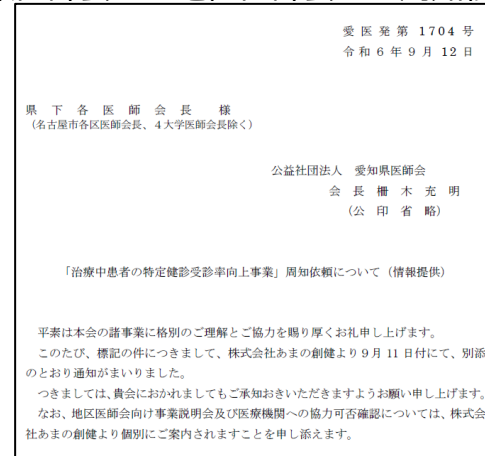 愛医発第1704号
令和6年9月12日
県下各医師会長 様
（名古屋市各区医師会長、４大学医師会長除く）
公益社団法人 愛知県医師会
会長 柵木充明
（公印省略）
「治療中患者の特定健診受診率向上事業」周知依頼について（情報提供）
平素は本会の諸事業に格別のご理解とご協力を賜り厚くお礼申し上げます。
このたび、標記の件につきまして、株式会社あまの創健より９月 11 日付にて、別添
のとおり通知がまいりました。
つきましては、貴会におかれましてもご承知おきいただきますようお願い申し上げます。
なお、地区医師会向け事業説明会及び医療機関への協力可否確認については、株式会
社あまの創健より個別にご案内されますことを申し添えます。